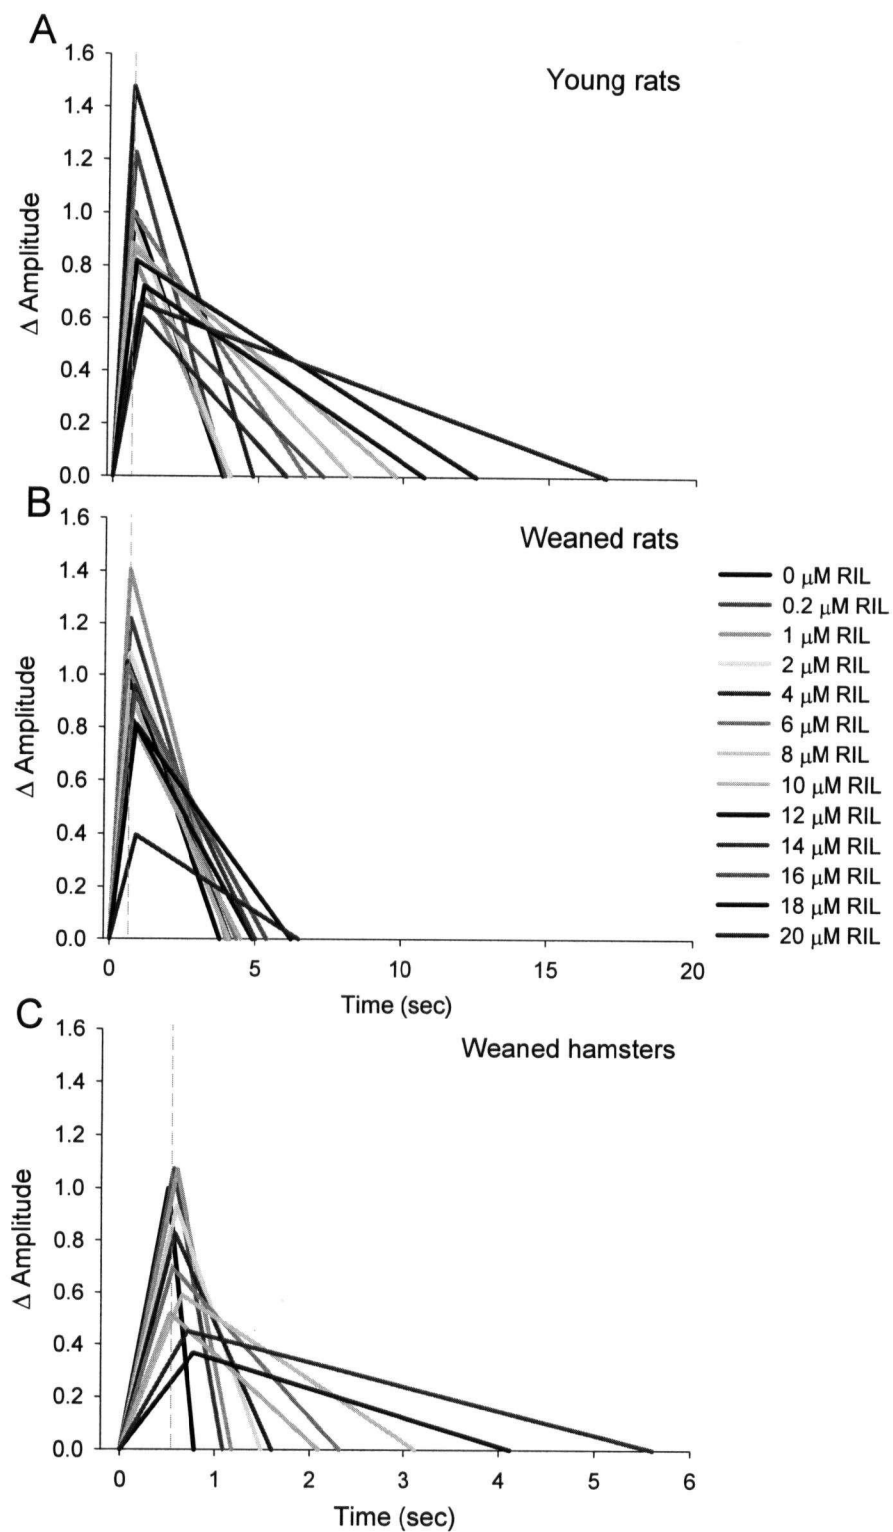 A
Young rats
1.6
1.4
1.2
1.0
0.8
0.6
0.4
0.2
0.0
Δ Amplitude
B
Weaned rats
1.6
1.4
1.2
1.0
0.8
0.6
0.4
0.2
0.0
Δ Amplitude
0 5 10 15 20
Time (sec)
0 μM RIL
0.2 μM RIL
1 μM RIL
2 μM RIL
4 μM RIL
6 μM RIL
8 μM RIL
10 μM RIL
12 μM RIL
14 μM RIL
16 μM RIL
18 μM RIL
20 μM RIL
C
Weaned hamsters
1.6
1.4
1.2
1.0
0.8
0.6
0.4
0.2
0.0
Δ Amplitude
0 1 2 3 4 5 6
Time (sec)